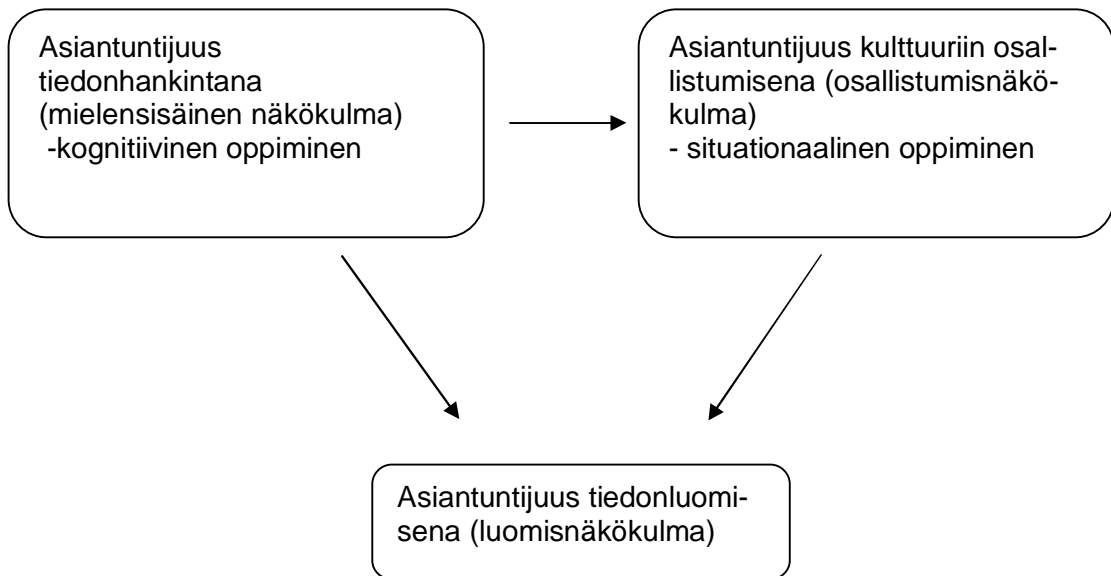 Asiantuntijuus
tiedonhankintana
(mielensisäinen näkökulma)
-kognitiivinen oppiminen
Asiantuntijuus kulttuuriin osal-
listumisena (osallistumisnäkö-
kulma)
- situationaalinen oppiminen
Asiantuntijuus tiedonluomi-
sena (luomisnäkökulma)